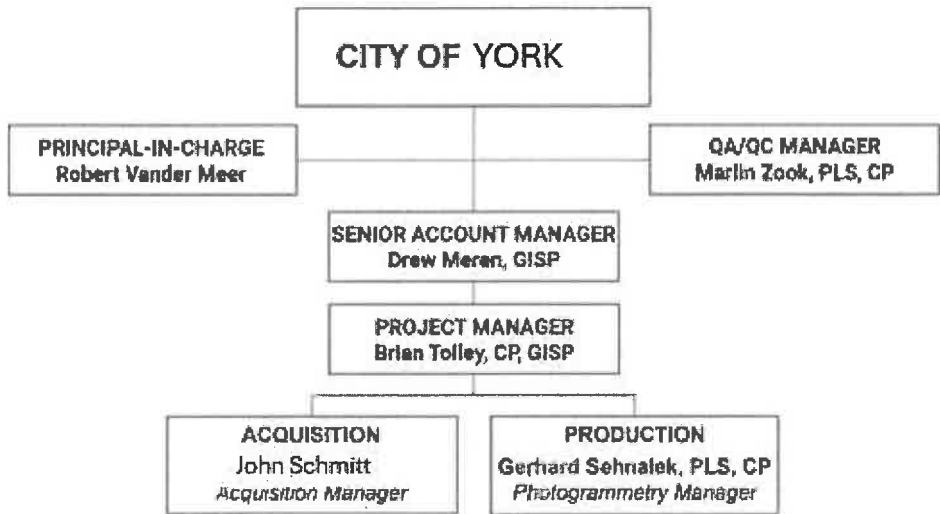 CITY OF YORK
PRINCIPAL-IN-CHARGE
Robert Vander Meer
QA/QC MANAGER
Marlin Zook, PLS, CP
SENIOR ACCOUNT MANAGER
Drew Meren, GISP
PROJECT MANAGER
Brian Tolley, CP, GISP
ACQUISITION
John Schmitt
Acquisition Manager
PRODUCTION
Gerhard Sehnalek, PLS, CP
Photogrammetry Manager